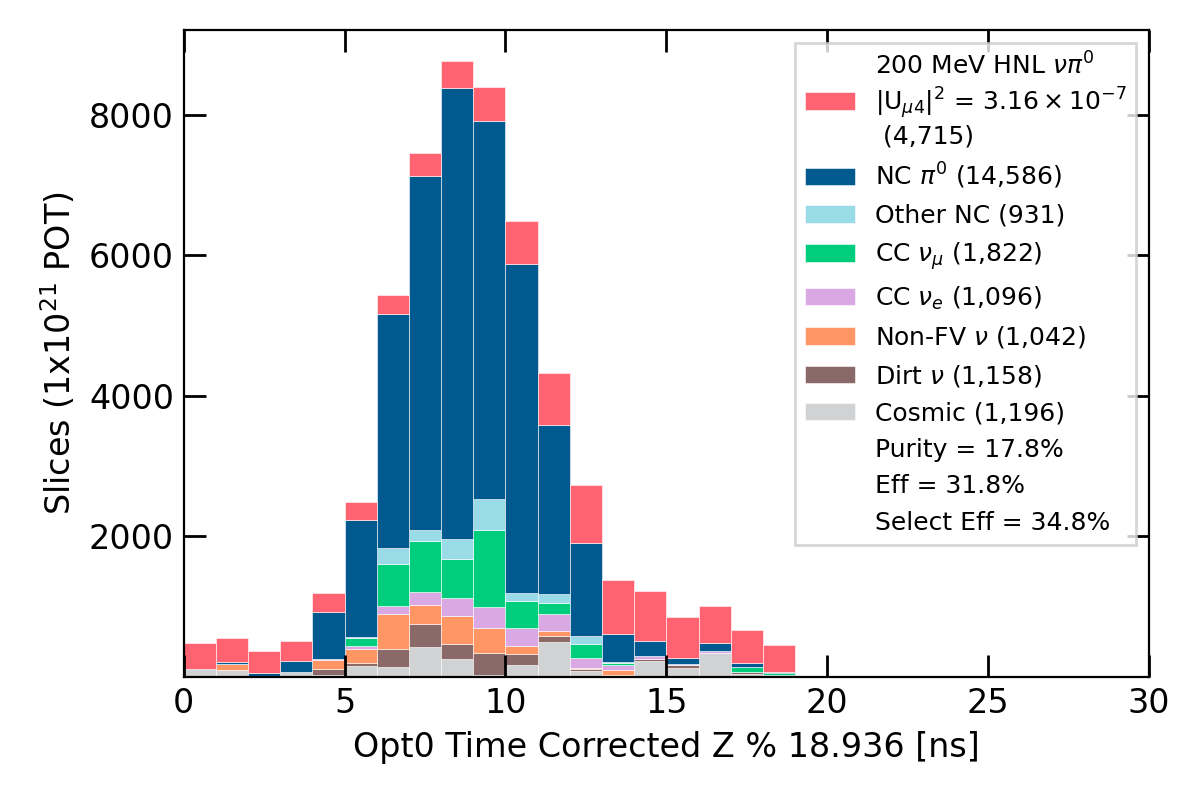 8000
6000
4000
2000
Slices (1x10²¹ POT)
0 5 10 15 20 25 30
Opt0 Time Corrected Z % 18.936 [ns]
200 MeV HNL νπ⁰
|U_μ4|² = 3.16 × 10⁻⁷
(4,715)
NC π⁰ (14,586)
Other NC (931)
CC ν_μ (1,822)
CC ν_e (1,096)
Non-FV ν (1,042)
Dirt ν (1,158)
Cosmic (1,196)
Purity = 17.8%
Eff = 31.8%
Select Eff = 34.8%